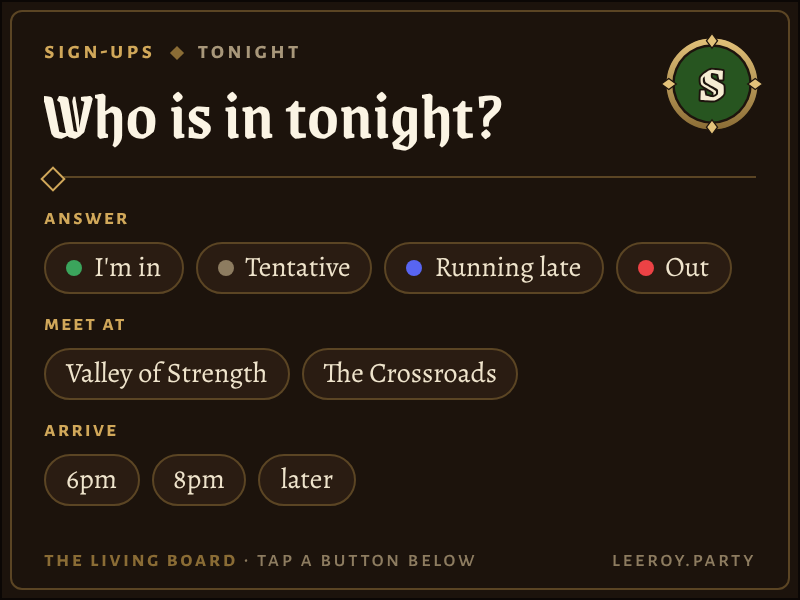 SIGN-UPS ◆ TONIGHT
S
Who is in tonight?
ANSWER
I'm in Tentative Running late Out
MEET AT
Valley of Strength The Crossroads
ARRIVE
6pm 8pm later
THE LIVING BOARD · TAP A BUTTON BELOW LEEROY.PARTY